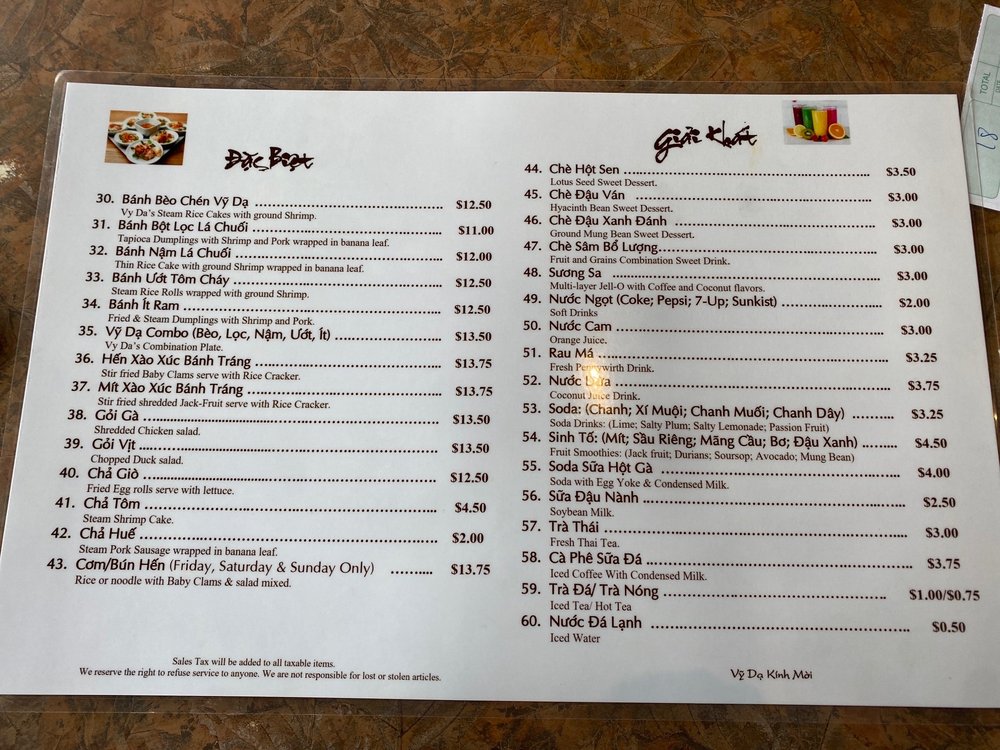 Đặc Biệt
30. Bánh Bèo Chén Vỹ Dạ ........ $12.50
Vy Da's Steam Rice Cakes with ground Shrimp.
31. Bánh Bột Lọc Lá Chuối ........ $11.00
Tapioca Dumplings with Shrimp and Pork wrapped in banana leaf.
32. Bánh Nậm Lá Chuối ........ $12.00
Thin Rice Cake with ground Shrimp wrapped in banana leaf.
33. Bánh Ướt Tôm Cháy ........ $12.50
Steam Rice Rolls wrapped with ground Shrimp.
34. Bánh Ít Ram ........ $12.50
Fried & Steam Dumplings with Shrimp and Pork.
35. Vỹ Dạ Combo (Bèo, Lọc, Nậm, Ướt, Ít) ........ $13.50
Vy Da's Combination Plate.
36. Hến Xào Xúc Bánh Tráng ........ $13.75
Stir fried Baby Clams serve with Rice Cracker.
37. Mít Xào Xúc Bánh Tráng ........ $13.75
Stir fried shredded Jack-Fruit serve with Rice Cracker.
38. Gỏi Gà ........ $13.50
Shredded Chicken salad.
39. Gỏi Vịt ........ $13.50
Chopped Duck salad.
40. Chả Giò ........ $12.50
Fried Egg rolls serve with lettuce.
41. Chả Tôm ........ $4.50
Steam Shrimp Cake.
42. Chả Huế ........ $2.00
Steam Pork Sausage wrapped in banana leaf.
43. Cơm/Bún Hến (Friday, Saturday & Sunday Only) ........ $13.75
Rice or noodle with Baby Clams & salad mixed.
Sales Tax will be added to all taxable items.
We reserve the right to refuse service to anyone. We are not responsible for lost or stolen articles.
Giải Khát
44. Chè Hột Sen ........ $3.50
Lotus Seed Sweet Dessert.
45. Chè Đậu Ván ........ $3.00
Hyacinth Bean Sweet Dessert.
46. Chè Đậu Xanh Đánh ........ $3.00
Ground Mung Bean Sweet Dessert.
47. Chè Sâm Bổ Lượng ........ $3.00
Fruit and Grains Combination Sweet Drink.
48. Sương Sa ........ $3.00
Multi-layer Jell-O with Coffee and Coconut flavors.
49. Nước Ngọt (Coke; Pepsi; 7-Up; Sunkist) ........ $2.00
Soft Drinks
50. Nước Cam ........ $3.00
Orange Juice.
51. Rau Má ........ $3.25
Fresh Pennywirth Drink.
52. Nước Dừa ........ $3.75
Coconut Juice Drink.
53. Soda: (Chanh; Xí Muội; Chanh Muối; Chanh Dây) ........ $3.25
Soda Drinks: (Lime; Salty Plum; Salty Lemonade; Passion Fruit)
54. Sinh Tố: (Mít; Sầu Riêng; Mãng Cầu; Bơ; Đậu Xanh) ........ $4.50
Fruit Smoothies: (Jack fruit; Durians; Soursop; Avocado; Mung Bean)
55. Soda Sữa Hột Gà ........ $4.00
Soda with Egg Yoke & Condensed Milk.
56. Sữa Đậu Nành ........ $2.50
Soybean Milk.
57. Trà Thái ........ $3.00
Fresh Thai Tea.
58. Cà Phê Sữa Đá ........ $3.75
Iced Coffee With Condensed Milk.
59. Trà Đá/ Trà Nóng ........ $1.00/$0.75
Iced Tea/ Hot Tea
60. Nước Đá Lạnh ........ $0.50
Iced Water
Vỹ Dạ Kính Mời
TOTAL